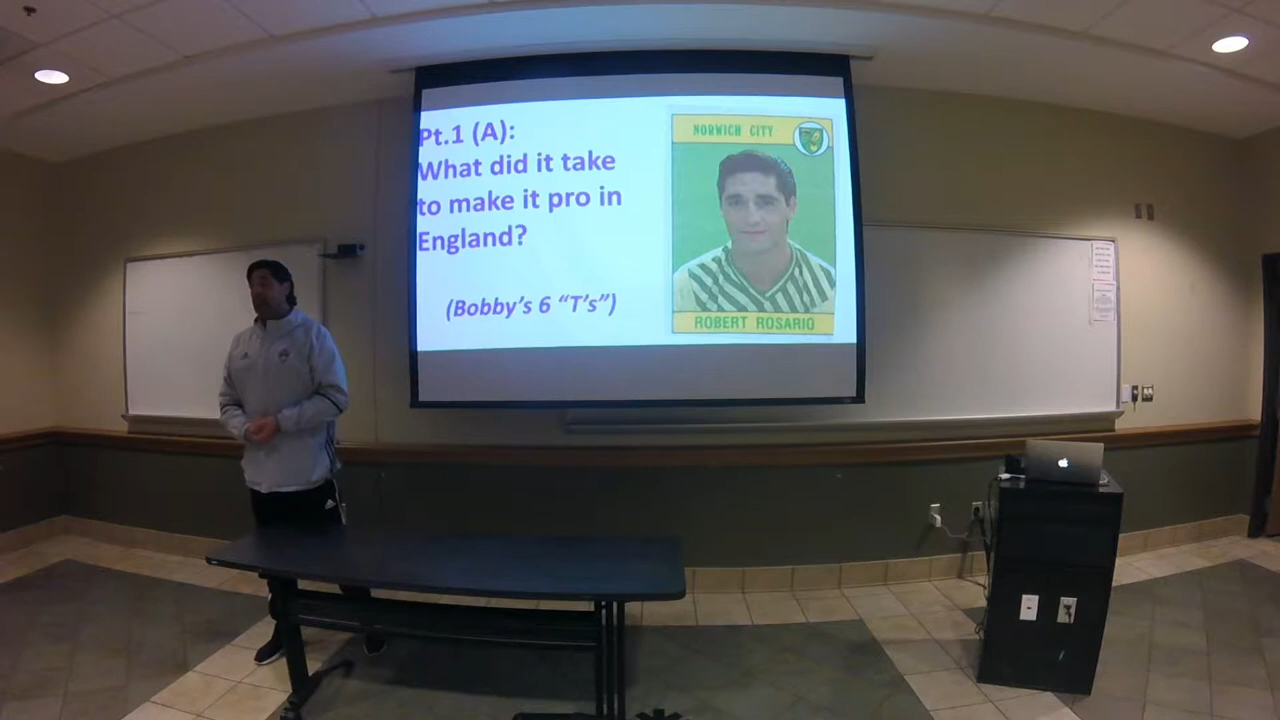 Pt.1 (A):
What did it take
to make it pro in
England?
(Bobby's 6 “T's”)
NORWICH CITY
ROBERT ROSARIO